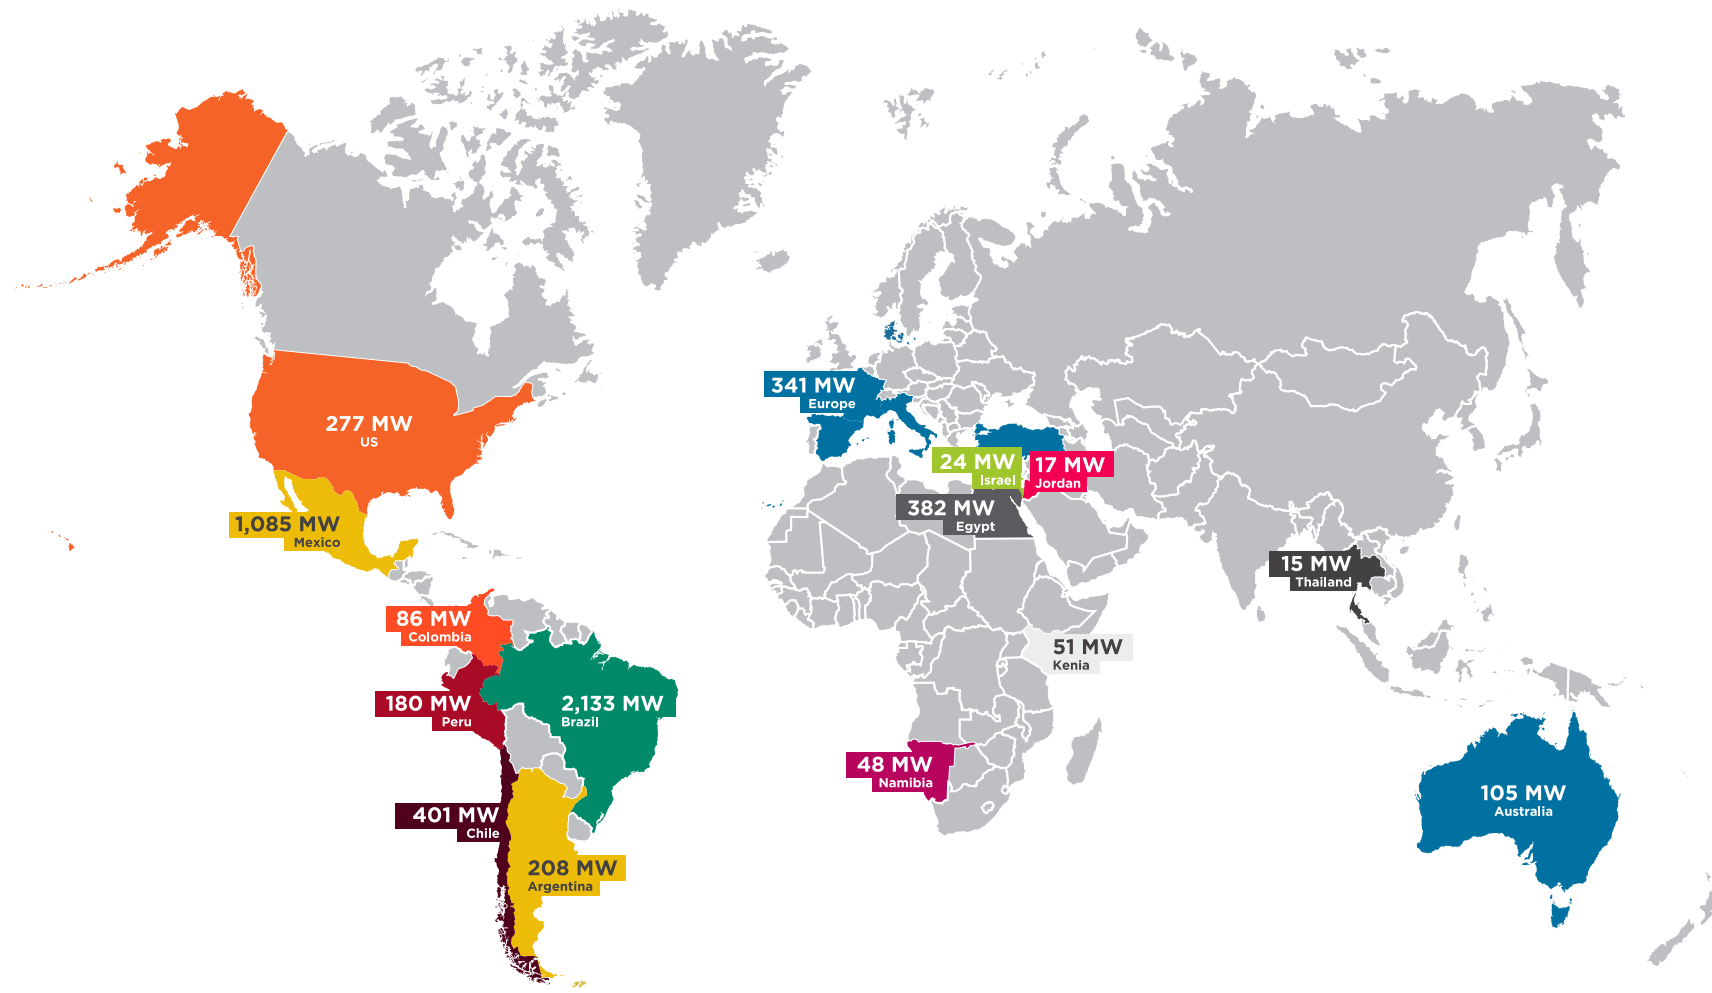 341 MW
Europe
277 MW
US
24 MW
Israel
17 MW
Jordan
382 MW
Egypt
1,085 MW
Mexico
15 MW
Thailand
86 MW
Colombia
51 MW
Kenia
180 MW
Peru
2,133 MW
Brazil
48 MW
Namibia
105 MW
Australia
401 MW
Chile
208 MW
Argentina